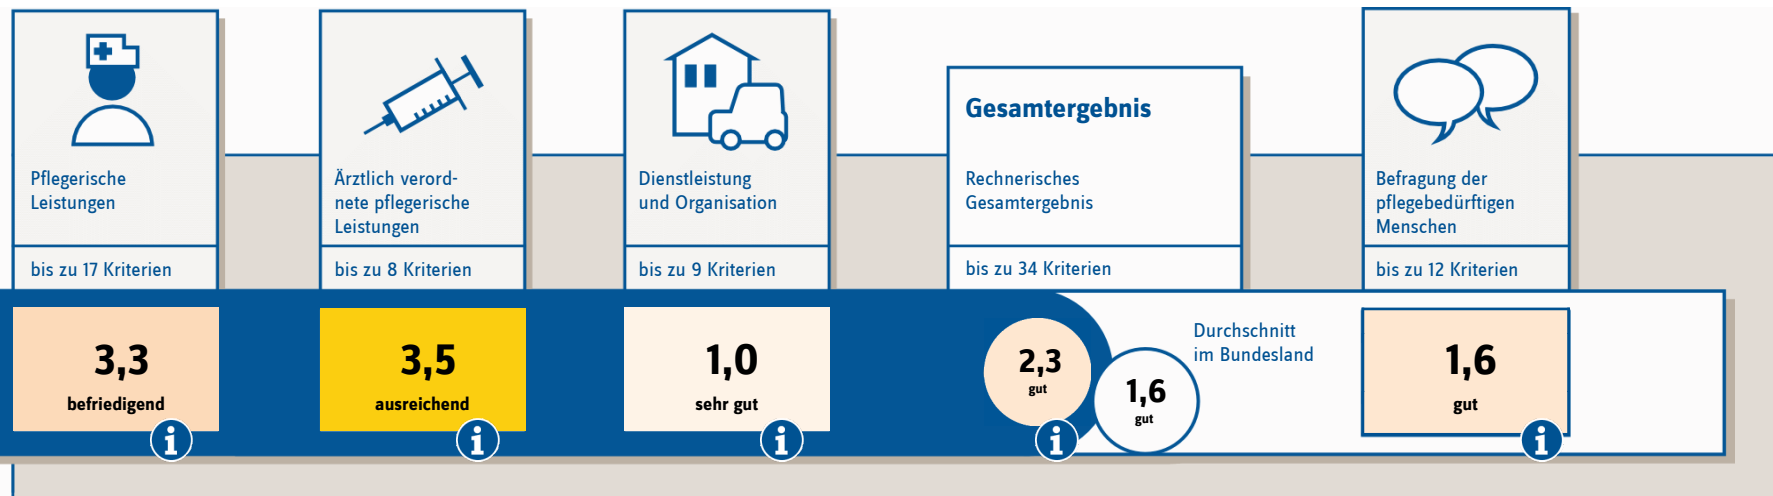 Pflegerische
Leistungen
bis zu 17 Kriterien
3,3
befriedigend
i
Ärztlich verord-
nete pflegerische
Leistungen
bis zu 8 Kriterien
3,5
ausreichend
i
Dienstleistung
und Organisation
bis zu 9 Kriterien
1,0
sehr gut
i
Gesamtergebnis
Rechnerisches
Gesamtergebnis
bis zu 34 Kriterien
2,3
gut
i
1,6
gut
Durchschnitt
im Bundesland
Befragung der
pflegebedürftigen
Menschen
bis zu 12 Kriterien
1,6
gut
i